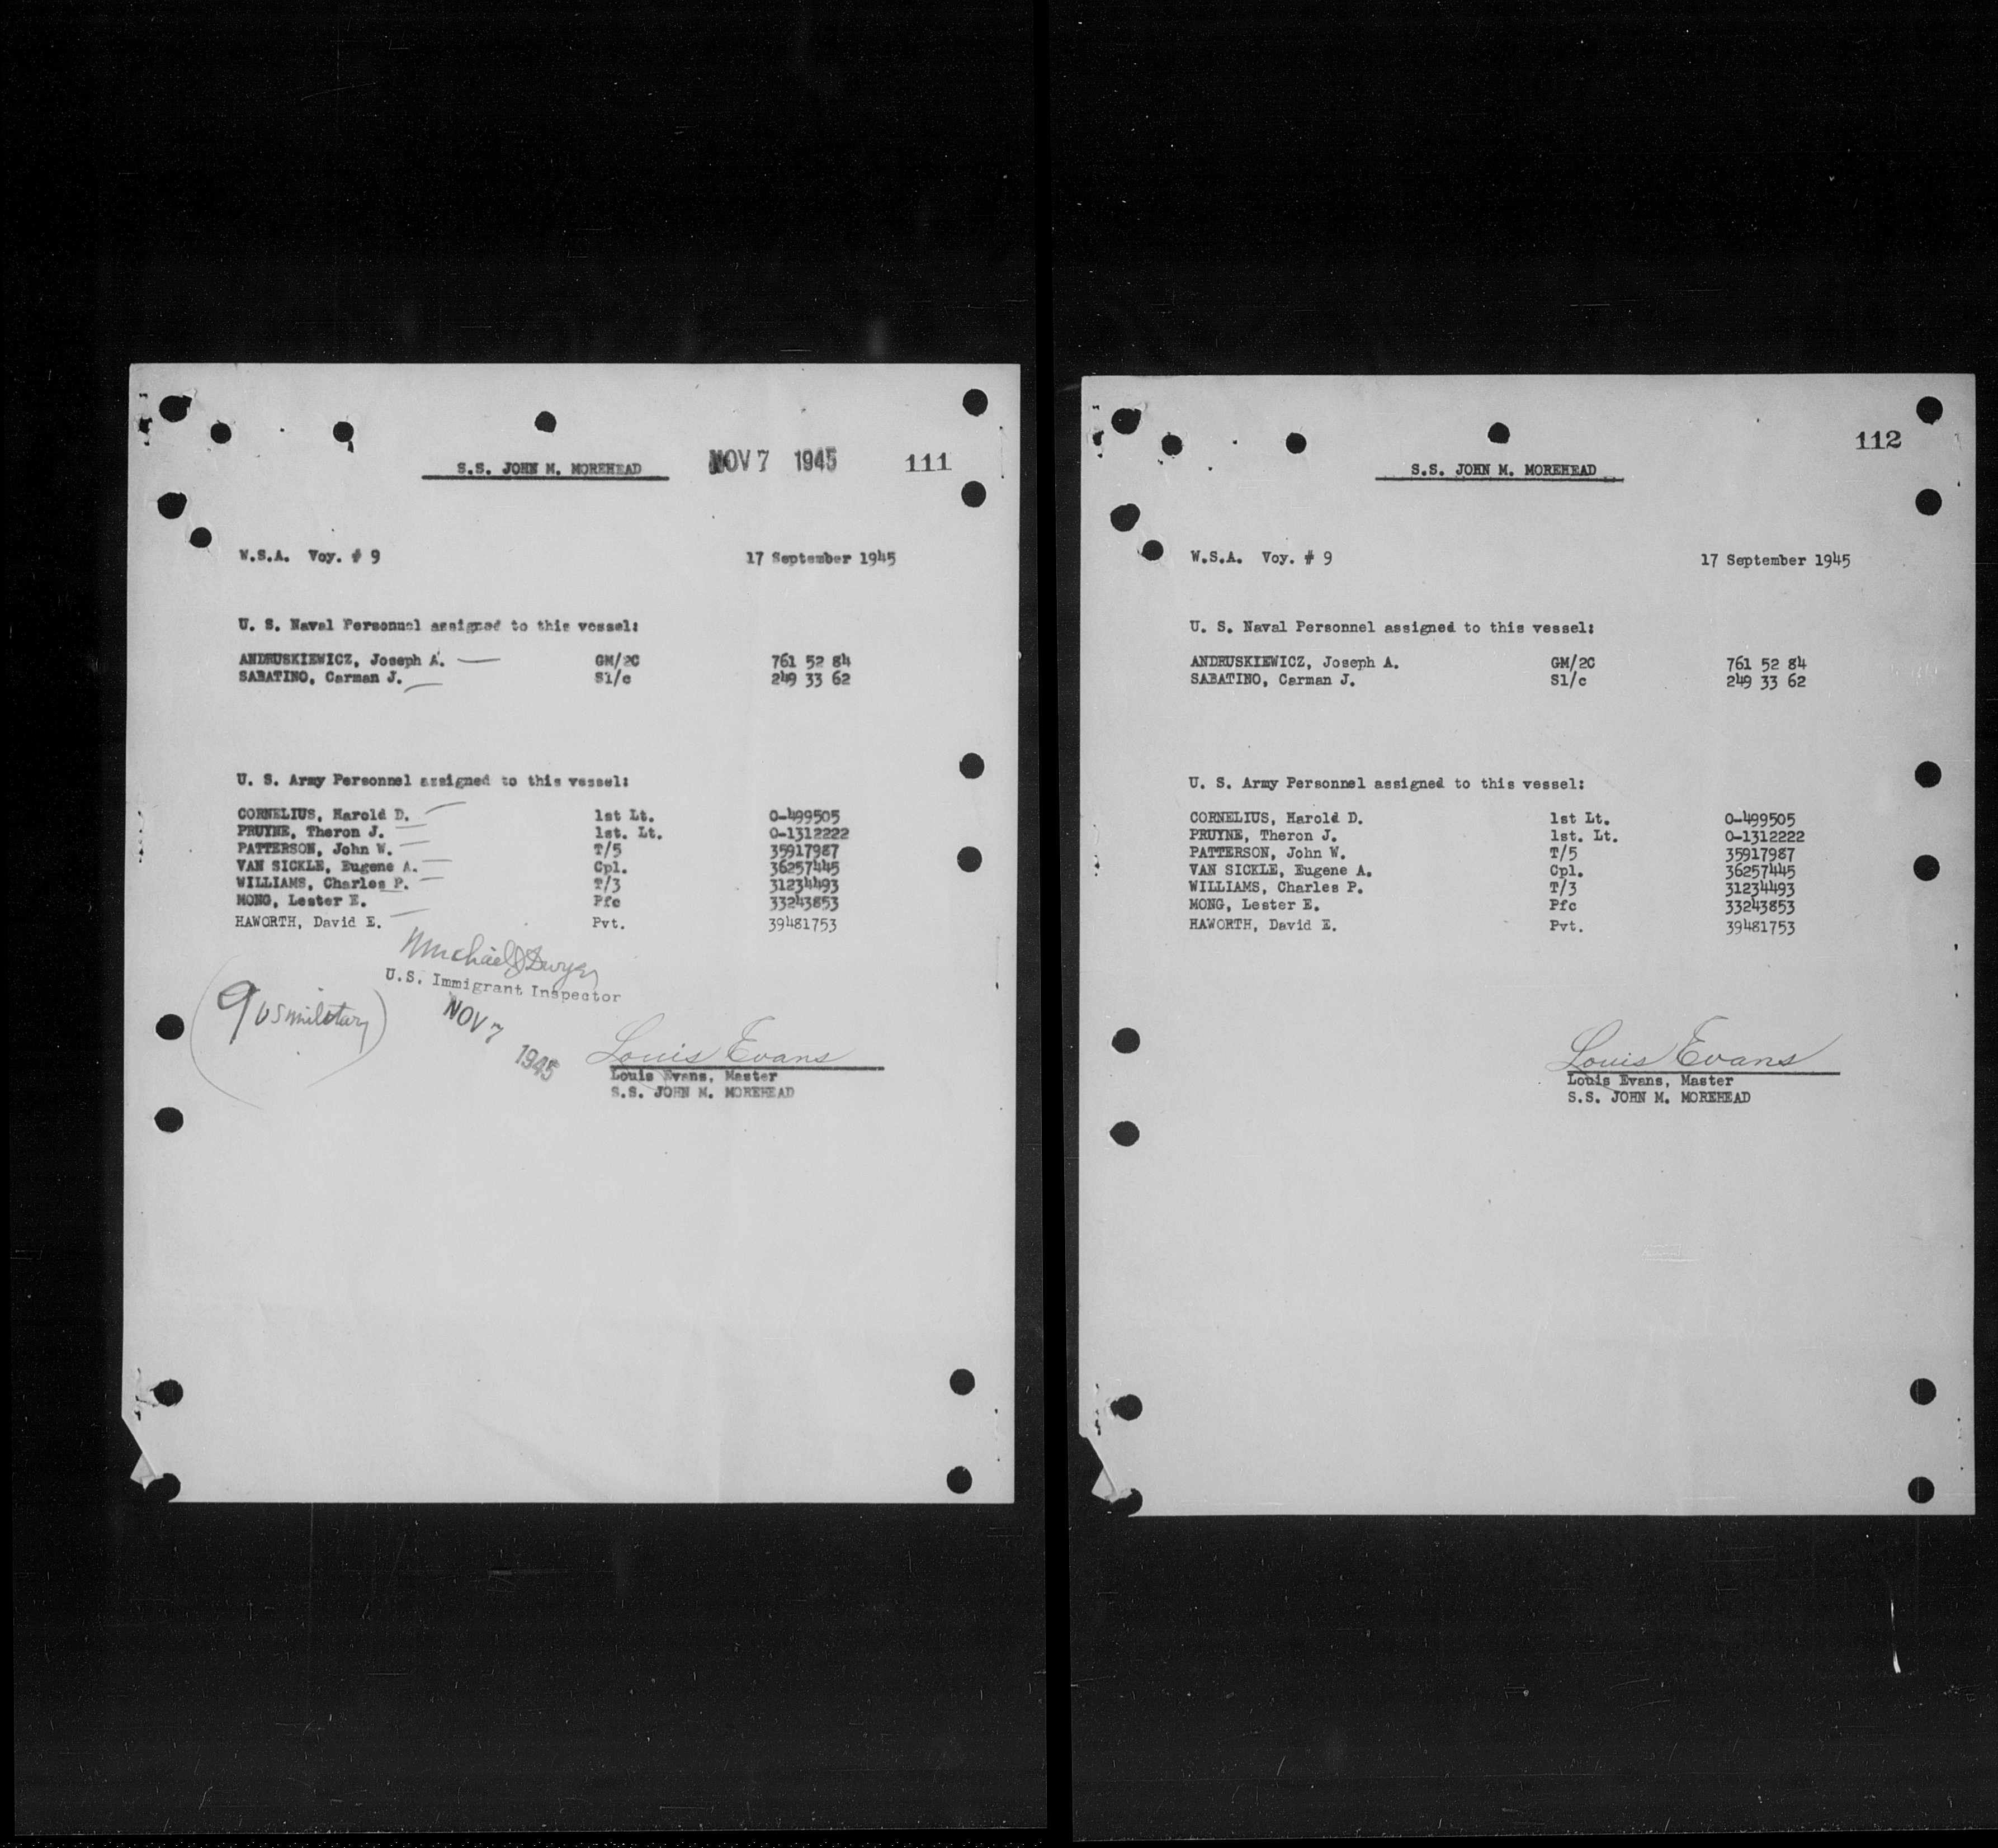 S.S. JOHN M. MOREHEAD NOV 7 1945 111
W.S.A. Voy. # 9 17 September 1945
U. S. Naval Personnel assigned to this vessel:
ANDRUSKIEWICZ, Joseph A. GM/2C 761 52 84
SABATINO, Carman J. S1/c 249 33 62
U. S. Army Personnel assigned to this vessel:
CORNELIUS, Harold D. 1st Lt. O-499505
PRUYNE, Theron J. 1st. Lt. O-1312222
PATTERSON, John W. T/5 35917987
VAN SICKLE, Eugene A. Cpl. 36257445
WILLIAMS, Charles P. T/3 31234493
MONG, Lester E. Pfc 33243853
HAWORTH, David E. Pvt. 39481753
Michael J Dwyer
U.S. Immigrant Inspector
(9 US military)
NOV 7 1945
Louis Evans
Louis Evans, Master
S.S. JOHN M. MOREHEAD
112
S.S. JOHN M. MOREHEAD
W.S.A. Voy. # 9 17 September 1945
U. S. Naval Personnel assigned to this vessel:
ANDRUSKIEWICZ, Joseph A. GM/2C 761 52 84
SABATINO, Carman J. S1/c 249 33 62
U. S. Army Personnel assigned to this vessel:
CORNELIUS, Harold D. 1st Lt. O-499505
PRUYNE, Theron J. 1st. Lt. O-1312222
PATTERSON, John W. T/5 35917987
VAN SICKLE, Eugene A. Cpl. 36257445
WILLIAMS, Charles P. T/3 31234493
MONG, Lester E. Pfc 33243853
HAWORTH, David E. Pvt. 39481753
Louis Evans
Louis Evans, Master
S.S. JOHN M. MOREHEAD